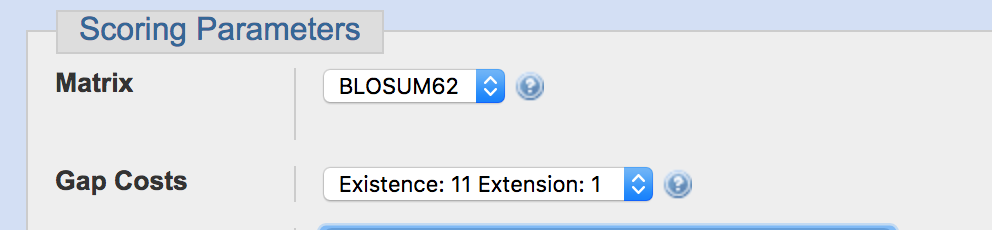 Scoring Parameters
Matrix
BLOSUM62
?
Gap Costs
Existence: 11 Extension: 1
?